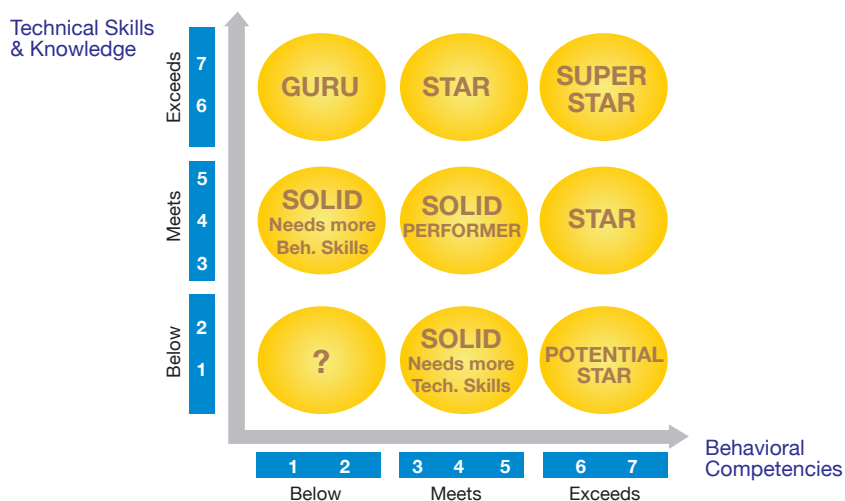 Technical Skills
& Knowledge
Exceeds
7
6
GURU
STAR
SUPER
STAR
Meets
5
4
3
SOLID
Needs more
Beh. Skills
SOLID
PERFORMER
STAR
Below
2
1
?
SOLID
Needs more
Tech. Skills
POTENTIAL
STAR
1 2 3 4 5 6 7
Below Meets Exceeds
Behavioral
Competencies